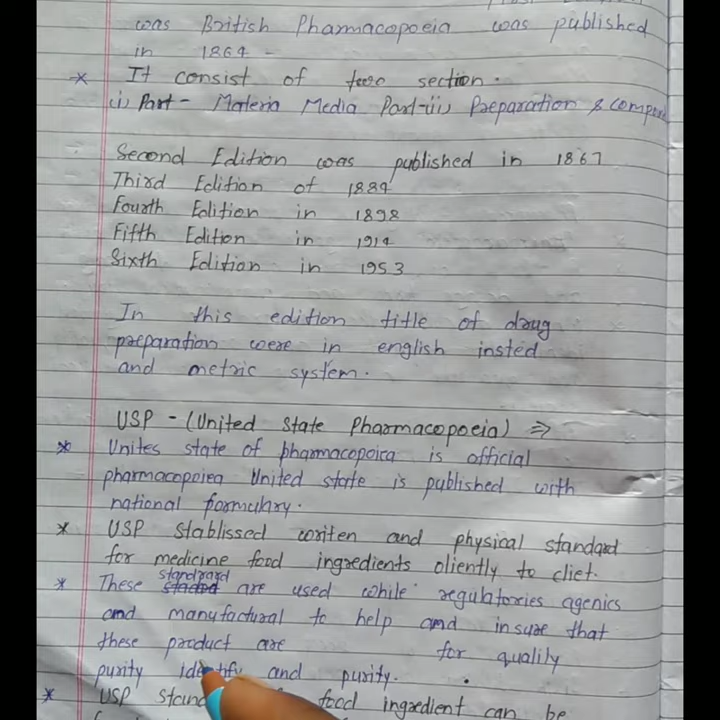 was British Pharmacopoeia was published
in 1864 -
* It consist of two section.
(i) Part - Materia Media Part-(ii) Preparation & compou
Second Edition was published in 1867
Third Edition of 1884
Fourth Edition in 1898
Fifth Edition in 1914
Sixth Edition in 1953
In this edition title of drug
preparation were in english insted
and metric system.
USP - (United State Pharmacopoeia) ⇒
* Unites state of pharmacopoica is official
pharmacopoiea United state is published with
national formulary.
* USP stablissed writen and physical standard
for medicine food ingredients oliently to cliet.
* These standrard are used while regulatories agenics
and manufactural to help and insure that
these product are for quality
purity identify and purity.
* USP stand food ingredient can be